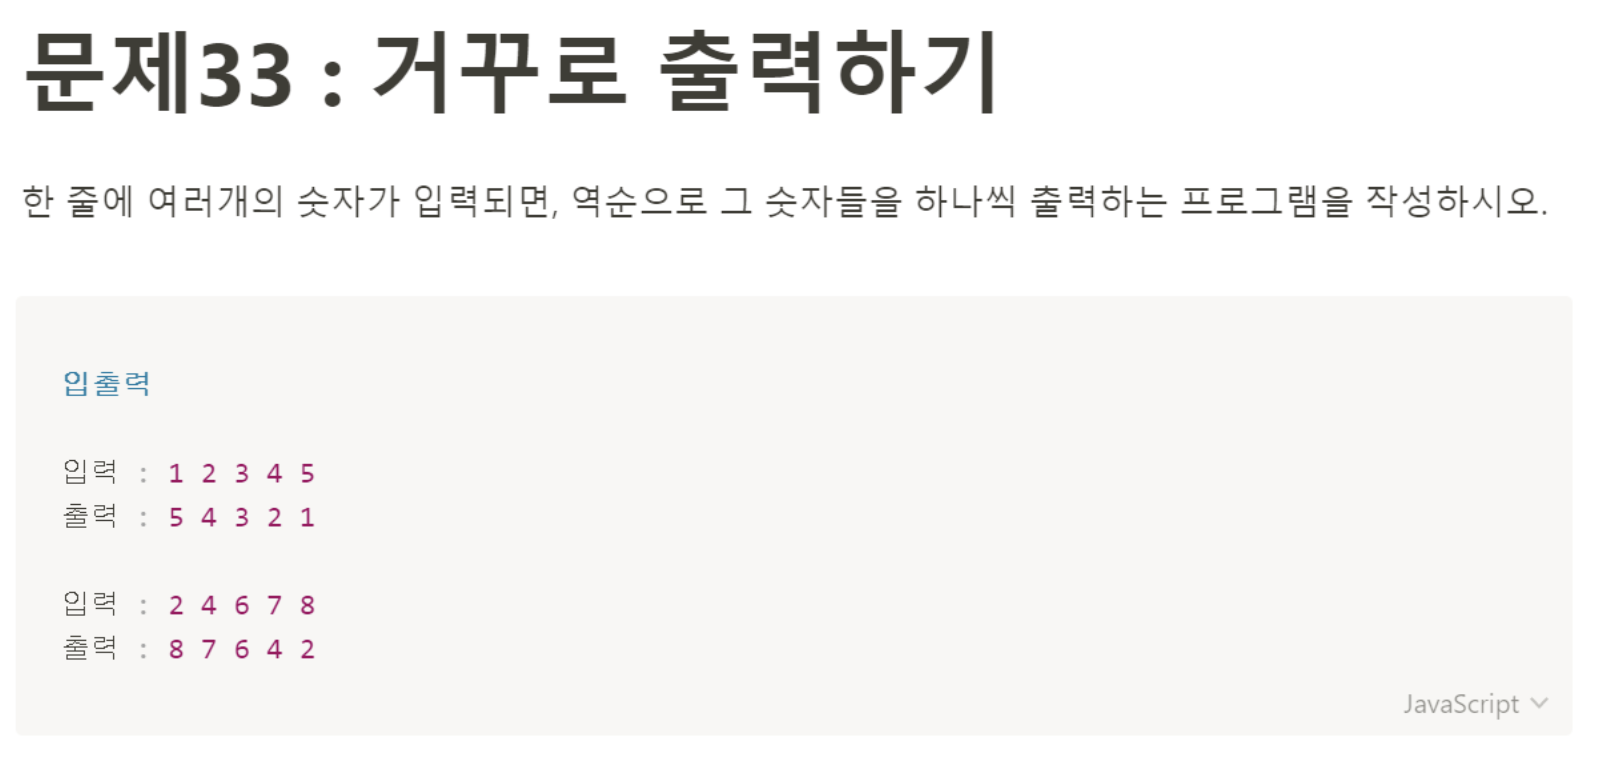 문제33 : 거꾸로 출력하기
한 줄에 여러개의 숫자가 입력되면, 역순으로 그 숫자들을 하나씩 출력하는 프로그램을 작성하시오.
입출력
입력 : 1 2 3 4 5
출력 : 5 4 3 2 1
입력 : 2 4 6 7 8
출력 : 8 7 6 4 2
JavaScript